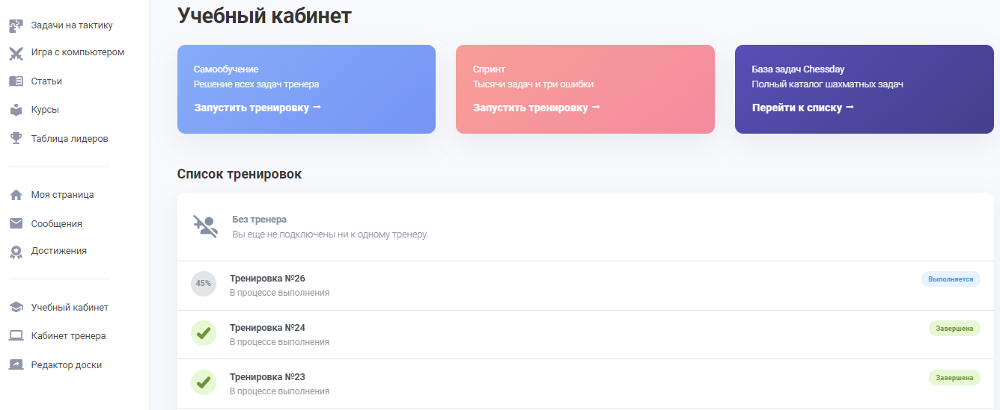 Задачи на тактику
Игра с компьютером
Статьи
Курсы
Таблица лидеров
Моя страница
Сообщения
Достижения
Учебный кабинет
Кабинет тренера
Редактор доски
Учебный кабинет
Самообучение
Решение всех задач тренера
Запустить тренировку →
Спринт
Тысячи задач и три ошибки
Запустить тренировку →
База задач Chessday
Полный каталог шахматных задач
Перейти к списку →
Список тренировок
Без тренера
Вы еще не подключены ни к одному тренеру.
45%
Тренировка №26
В процессе выполнения
Выполняется
Тренировка №24
В процессе выполнения
Завершена
Тренировка №23
В процессе выполнения
Завершена